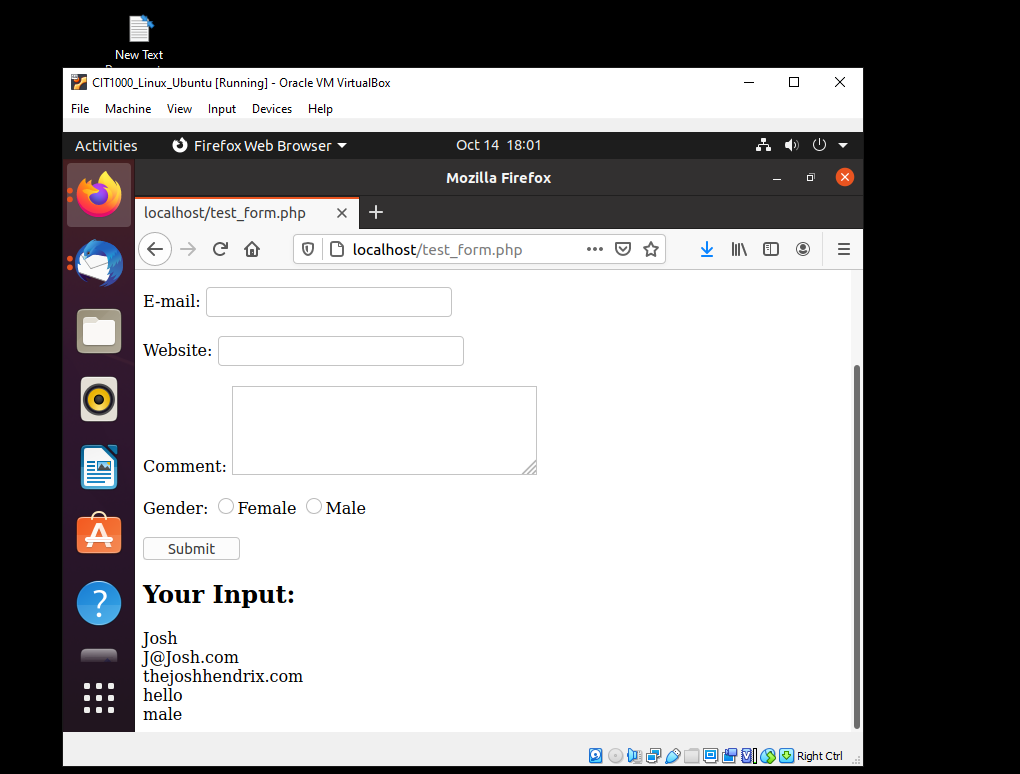 New Text
CIT1000_Linux_Ubuntu [Running] - Oracle VM VirtualBox
File Machine View Input Devices Help
Activities Firefox Web Browser Oct 14 18:01
Mozilla Firefox
localhost/test_form.php
localhost/test_form.php
E-mail:
Website:
Comment:
Gender: Female Male
Submit
Your Input:
Josh
J@Josh.com
thejoshhendrix.com
hello
male
Right Ctrl